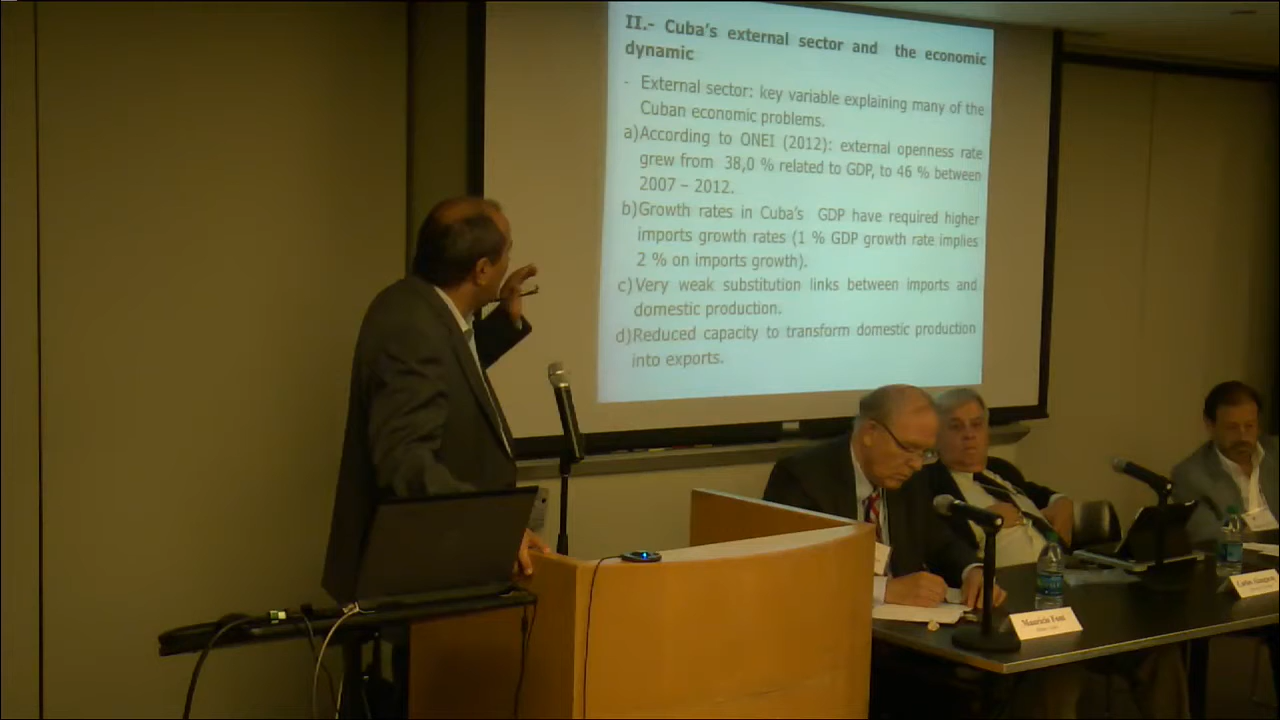 II.- Cuba's external sector and the economic
dynamic
- External sector: key variable explaining many of the
Cuban economic problems.
a)According to ONEI (2012): external openness rate
grew from 38,0 % related to GDP, to 46 % between
2007 – 2012.
b)Growth rates in Cuba's GDP have required higher
imports growth rates (1 % GDP growth rate implies
2 % on imports growth).
c)Very weak substitution links between imports and
domestic production.
d)Reduced capacity to transform domestic production
into exports.
Mauricio Font
Carlos